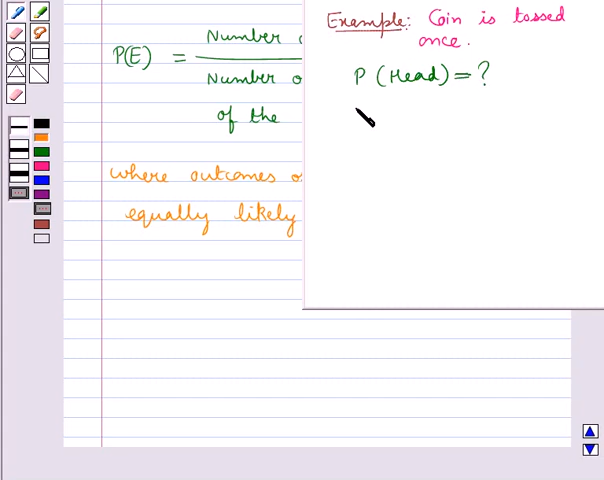 Example: Coin is tossed
once.
P (Head) = ?
P(E) = Number
Number
of the
where outcomes
equally likely